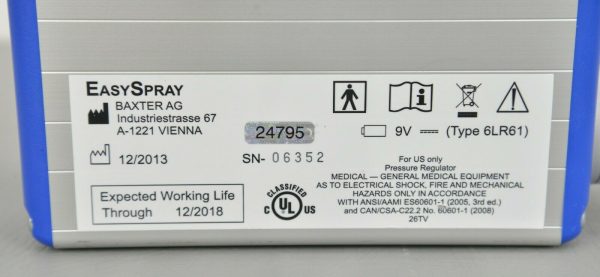 EASYSPRAY
BAXTER AG
Industriestrasse 67
A-1221 VIENNA
12/2013
24795
SN- 06352
9V (Type 6LR61)
Expected Working Life
Through 12/2018
CLASSIFIED
C UL US
For US only
Pressure Regulator
MEDICAL — GENERAL MEDICAL EQUIPMENT
AS TO ELECTRICAL SHOCK, FIRE AND MECHANICAL
HAZARDS ONLY IN ACCORDANCE
WITH ANSI/AAMI ES60601-1 (2005, 3rd ed.)
and CAN/CSA-C22.2 No. 60601-1 (2008)
26TV